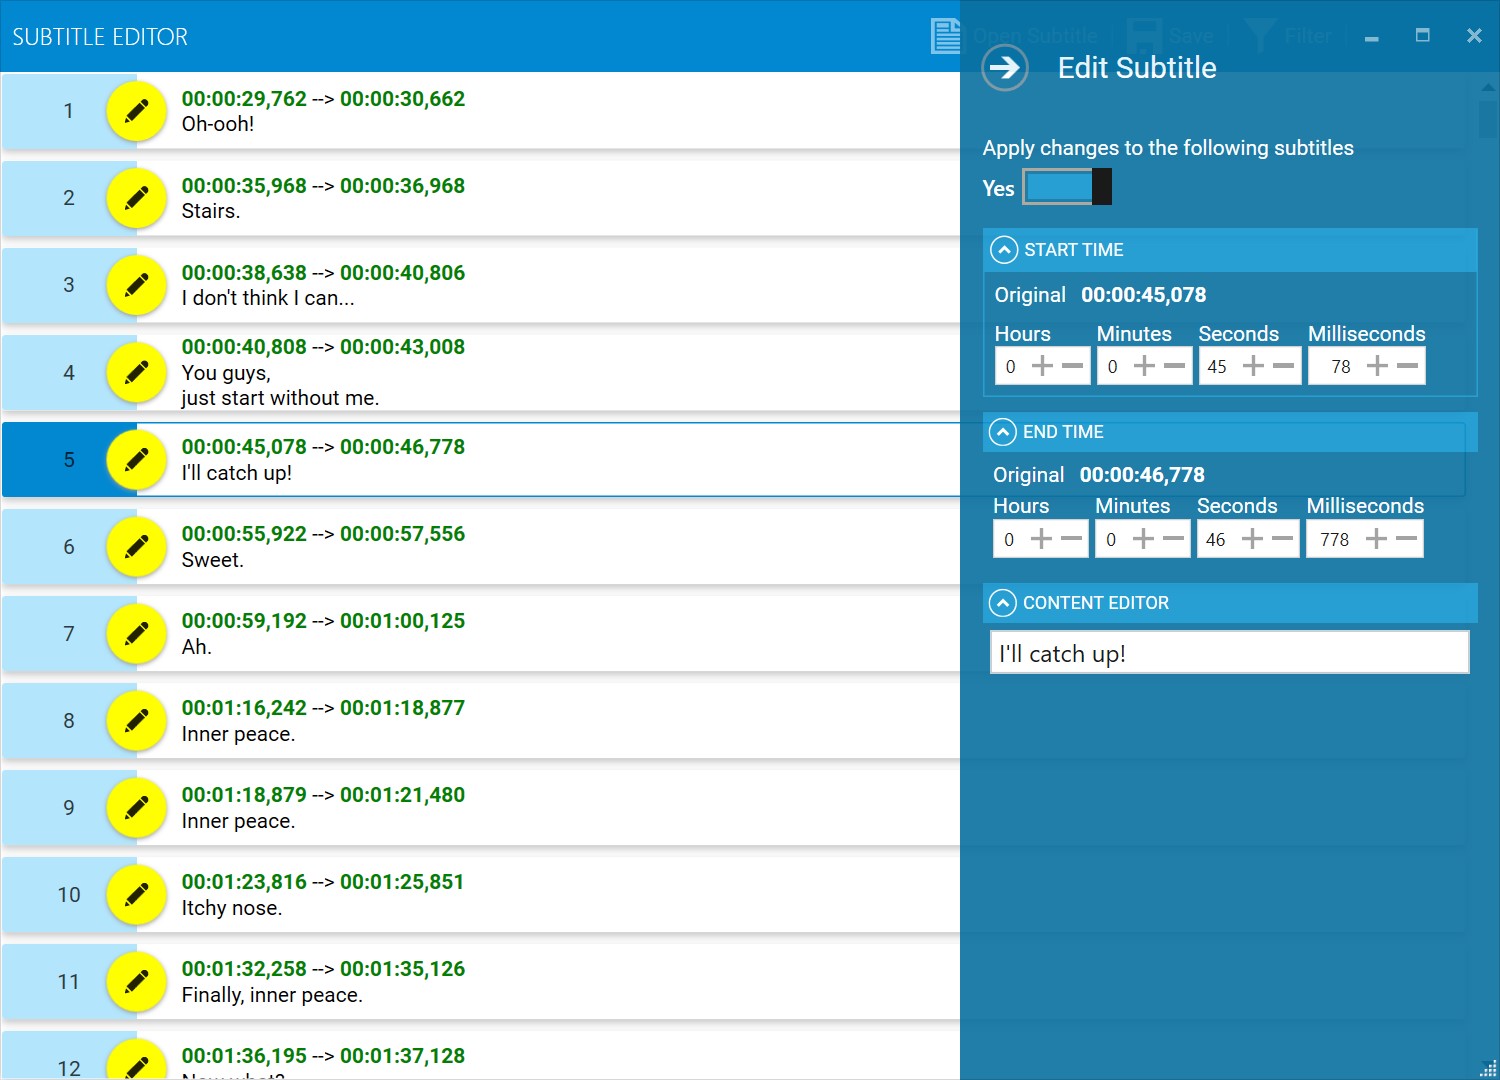 SUBTITLE EDITOR
Open Subtitle
Save
Filter
1
00:00:29,762 --> 00:00:30,662
Oh-ooh!
2
00:00:35,968 --> 00:00:36,968
Stairs.
3
00:00:38,638 --> 00:00:40,806
I don't think I can...
4
00:00:40,808 --> 00:00:43,008
You guys,
just start without me.
5
00:00:45,078 --> 00:00:46,778
I'll catch up!
6
00:00:55,922 --> 00:00:57,556
Sweet.
7
00:00:59,192 --> 00:01:00,125
Ah.
8
00:01:16,242 --> 00:01:18,877
Inner peace.
9
00:01:18,879 --> 00:01:21,480
Inner peace.
10
00:01:23,816 --> 00:01:25,851
Itchy nose.
11
00:01:32,258 --> 00:01:35,126
Finally, inner peace.
12
00:01:36,195 --> 00:01:37,128
Now what?
Edit Subtitle
Apply changes to the following subtitles
Yes
START TIME
Original 00:00:45,078
Hours Minutes Seconds Milliseconds
0 0 45 78
END TIME
Original 00:00:46,778
Hours Minutes Seconds Milliseconds
0 0 46 778
CONTENT EDITOR
I'll catch up!